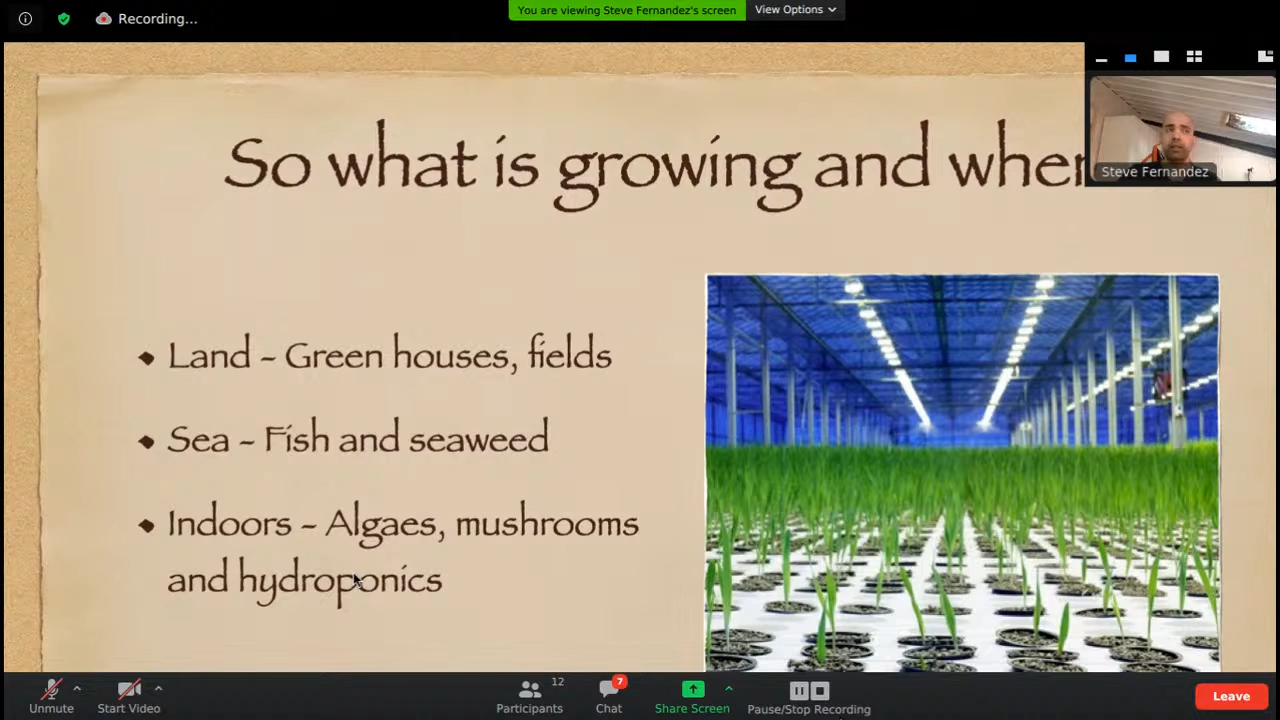 Recording...
You are viewing Steve Fernandez's screen
View Options
So what is growing and wher
Steve Fernandez
Land - Green houses, fields
Sea - Fish and seaweed
Indoors - Algaes, mushrooms
and hydroponics
Unmute
Start Video
Participants
12
Chat
7
Share Screen
Pause/Stop Recording
Leave